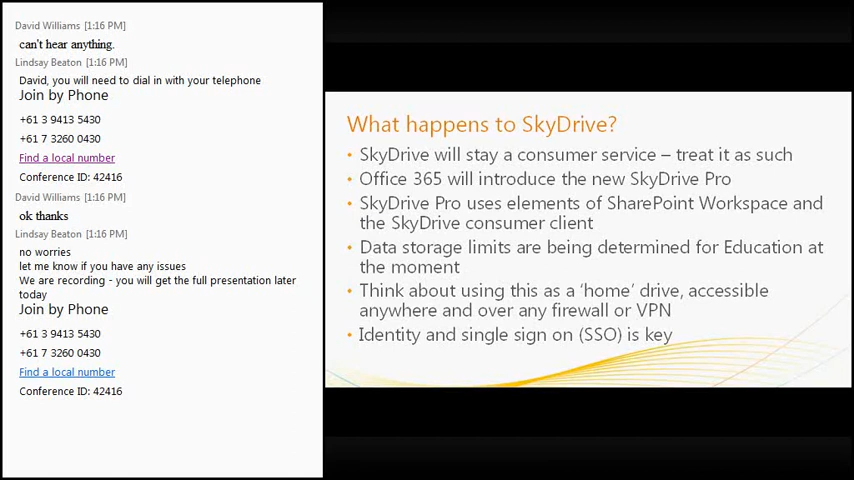 David Williams [1:16 PM]
can't hear anything.
Lindsay Beaton [1:16 PM]
David, you will need to dial in with your telephone
Join by Phone
+61 3 9413 5430
+61 7 3260 0430
Find a local number
Conference ID: 42416
David Williams [1:16 PM]
ok thanks
Lindsay Beaton [1:16 PM]
no worries
let me know if you have any issues
We are recording - you will get the full presentation later
today
Join by Phone
+61 3 9413 5430
+61 7 3260 0430
Find a local number
Conference ID: 42416
What happens to SkyDrive?
• SkyDrive will stay a consumer service – treat it as such
• Office 365 will introduce the new SkyDrive Pro
• SkyDrive Pro uses elements of SharePoint Workspace and
the SkyDrive consumer client
• Data storage limits are being determined for Education at
the moment
• Think about using this as a ‘home’ drive, accessible
anywhere and over any firewall or VPN
• Identity and single sign on (SSO) is key